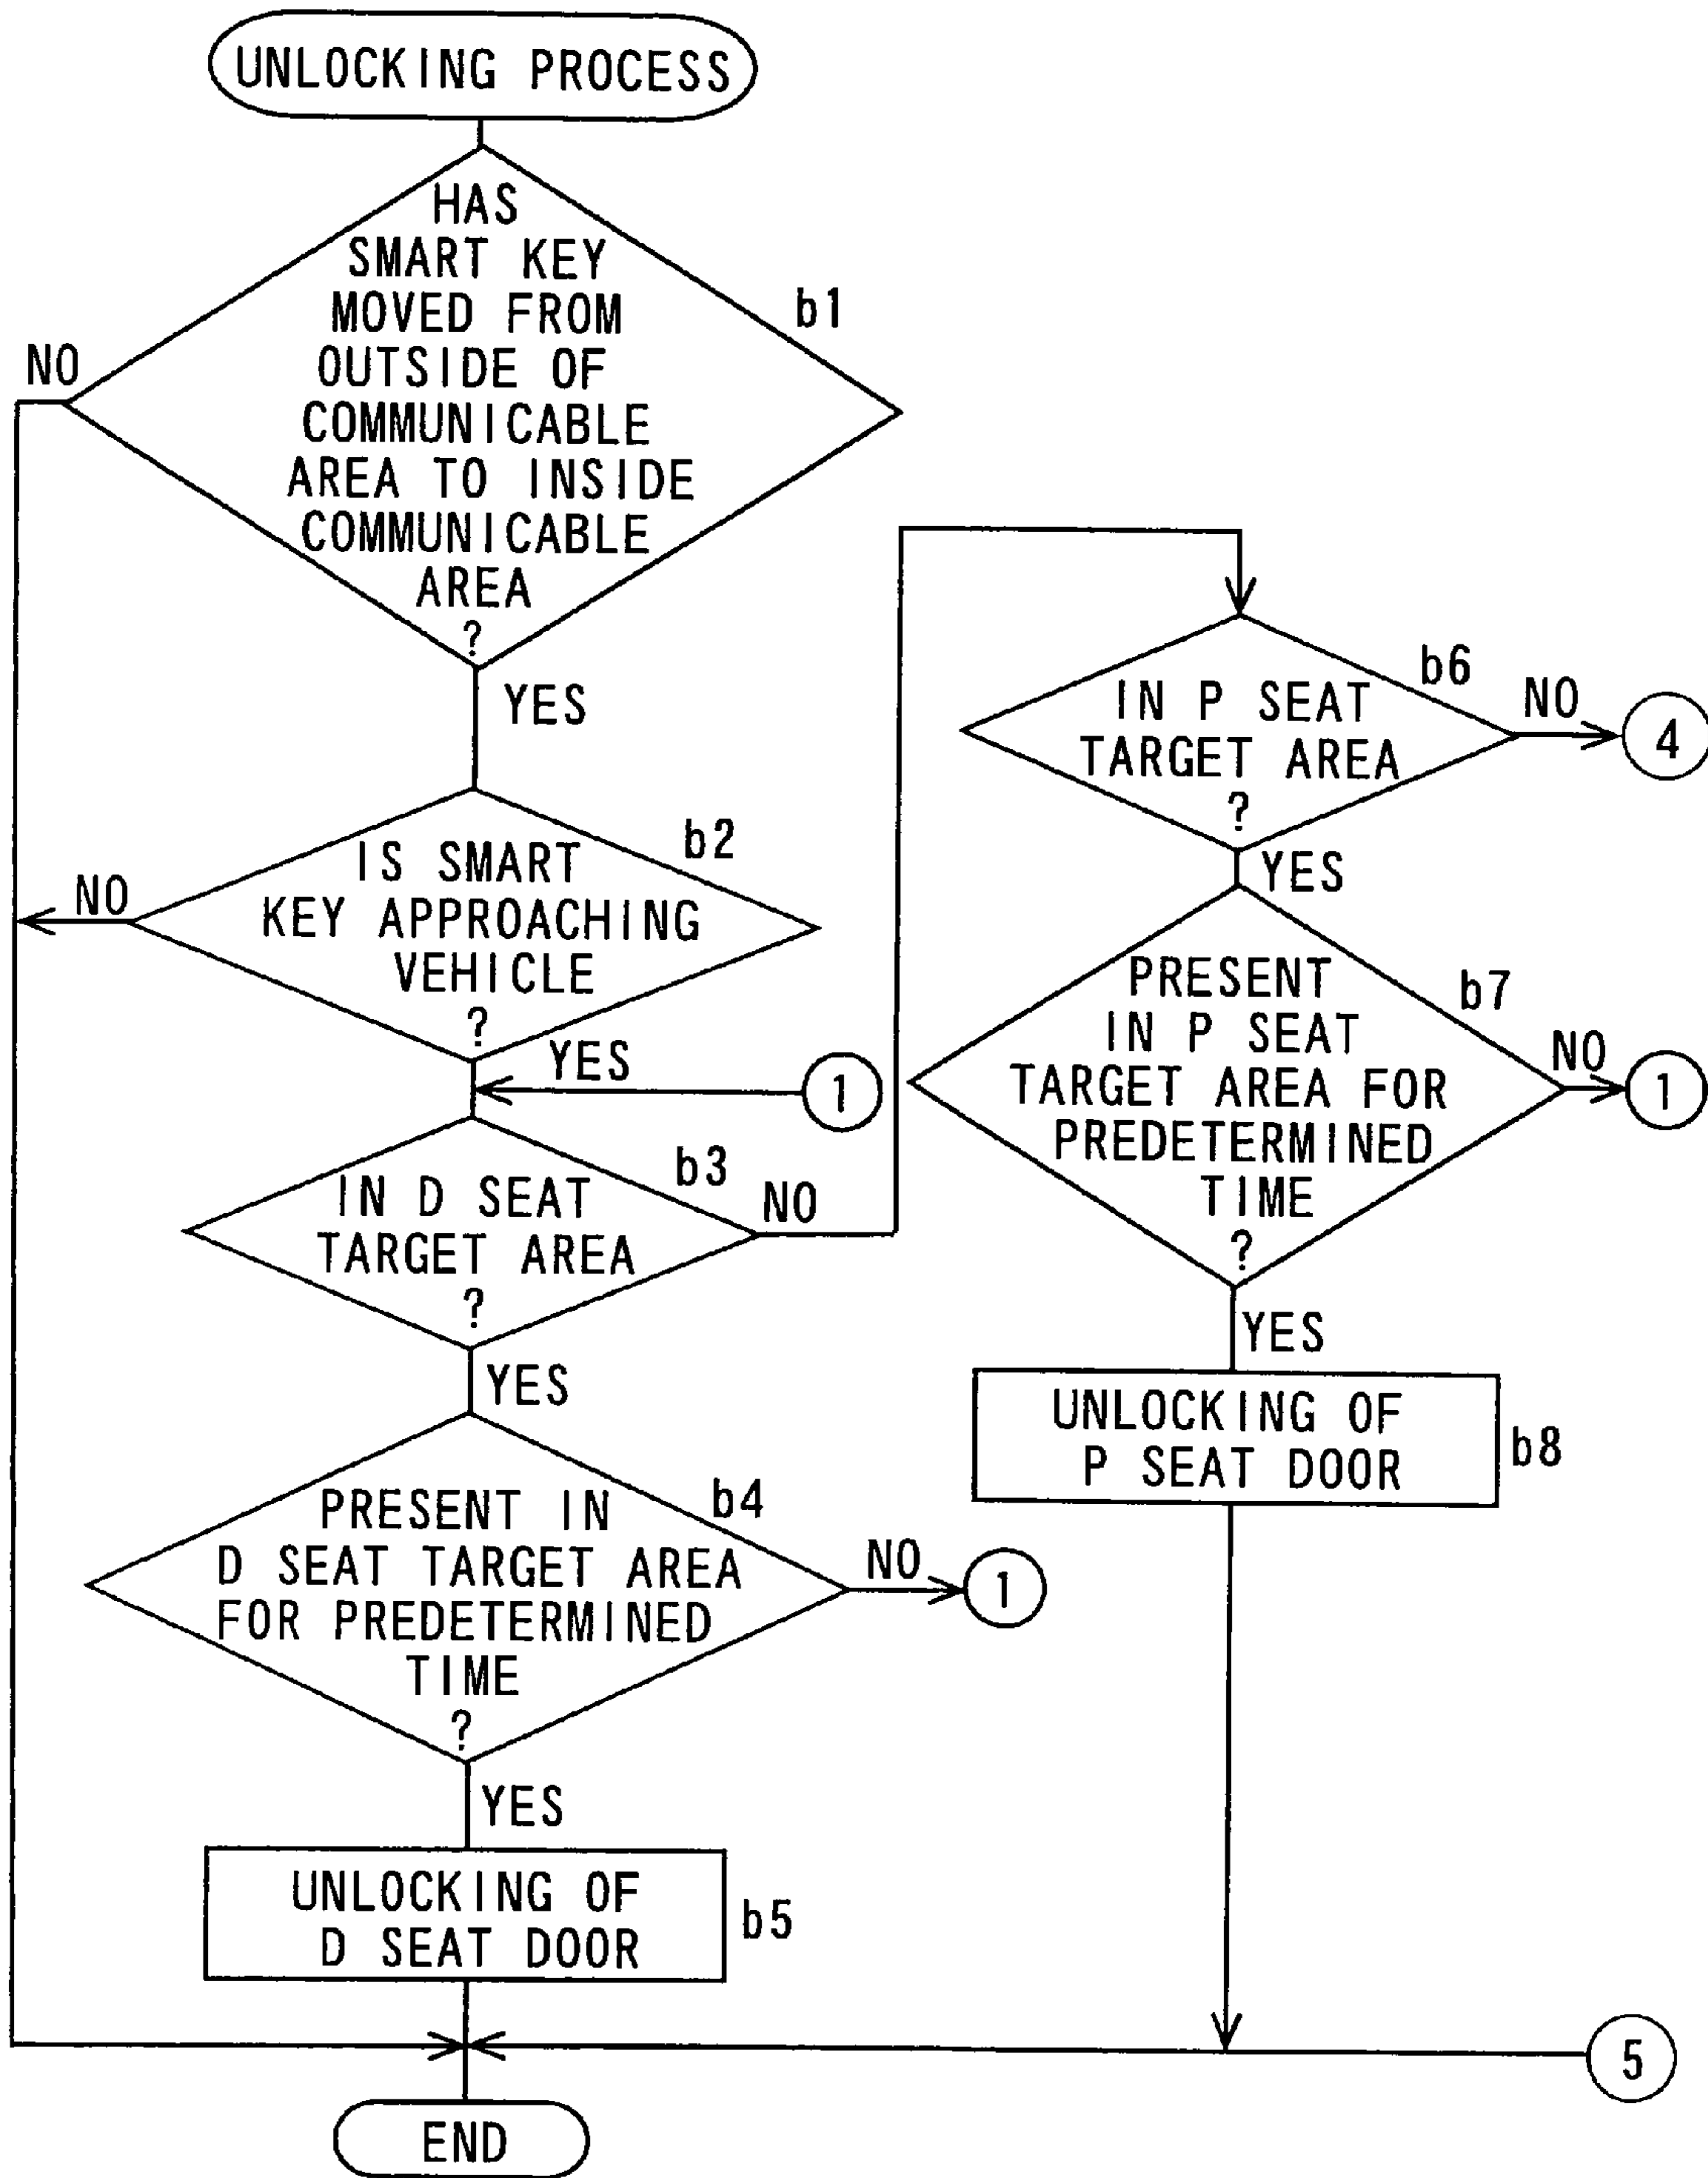 UNLOCKING PROCESS
HAS
SMART KEY
MOVED FROM
OUTSIDE OF
COMMUNICABLE
AREA TO INSIDE
COMMUNICABLE
AREA
?
b1
NO
YES
IS SMART
KEY APPROACHING
VEHICLE
?
b2
NO
YES
1
IN D SEAT
TARGET AREA
?
b3
NO
YES
PRESENT IN
D SEAT TARGET AREA
FOR PREDETERMINED
TIME
?
b4
NO
1
YES
UNLOCKING OF
D SEAT DOOR
b5
IN P SEAT
TARGET AREA
?
b6
NO
4
YES
PRESENT
IN P SEAT
TARGET AREA FOR
PREDETERMINED
TIME
?
b7
NO
1
YES
UNLOCKING OF
P SEAT DOOR
b8
5
END